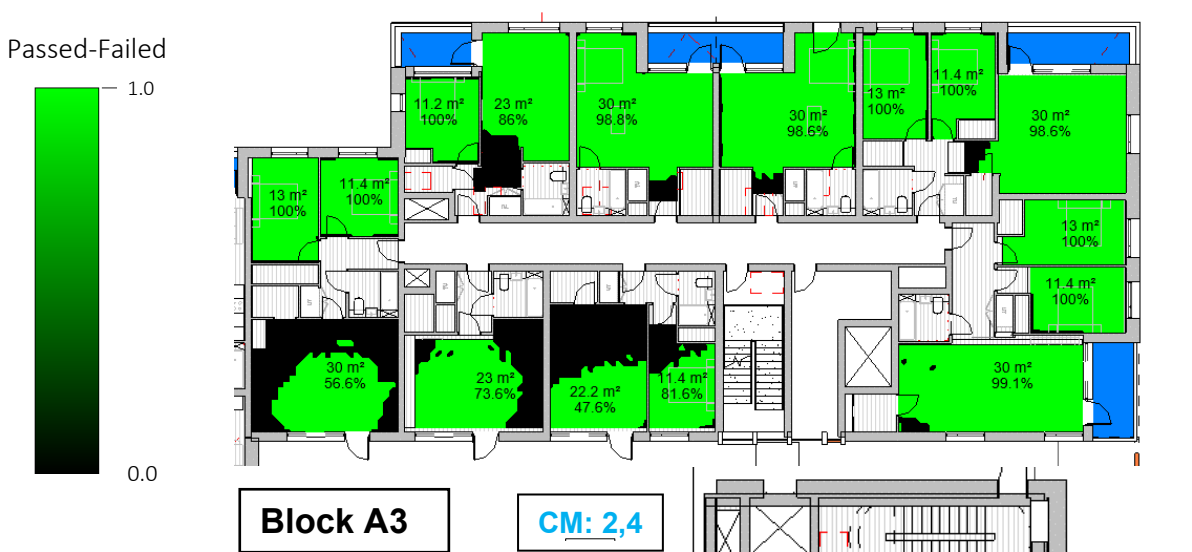 Passed-Failed
1.0
0.0
11.2 m²
100%
23 m²
86%
30 m²
98.8%
30 m²
98.6%
13 m²
100%
11.4 m²
100%
30 m²
98.6%
13 m²
100%
11.4 m²
100%
13 m²
100%
11.4 m²
100%
30 m²
56.6%
23 m²
73.6%
22.2 m²
47.6%
11.4 m²
81.6%
30 m²
99.1%
Block A3
CM: 2,4